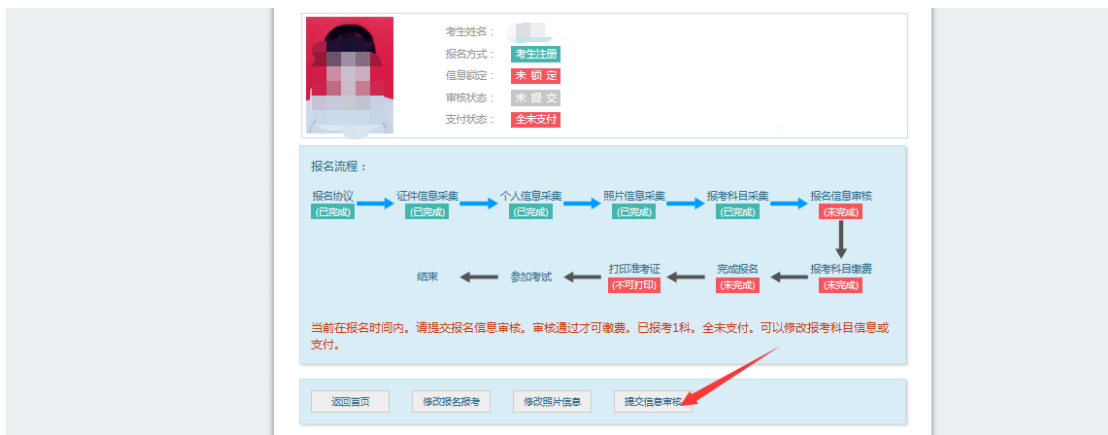 考生姓名：
报名方式： 考生注册
信息锁定： 未 锁 定
审核状态： 未 提 交
支付状态： 全未支付
报名流程：
报名协议 证件信息采集 个人信息采集 照片信息采集 报考科目采集 报名信息审核
(已完成) (已完成) (已完成) (已完成) (已完成) (未完成)
结束 参加考试 打印准考证 完成报名 报考科目缴费
(不可打印) (未完成) (未完成)
当前在报名时间内。请提交报名信息审核。审核通过才可缴费。已报考1科。全未支付。可以修改报考科目信息或
支付。
返回首页 修改报名报考 修改照片信息 提交信息审核